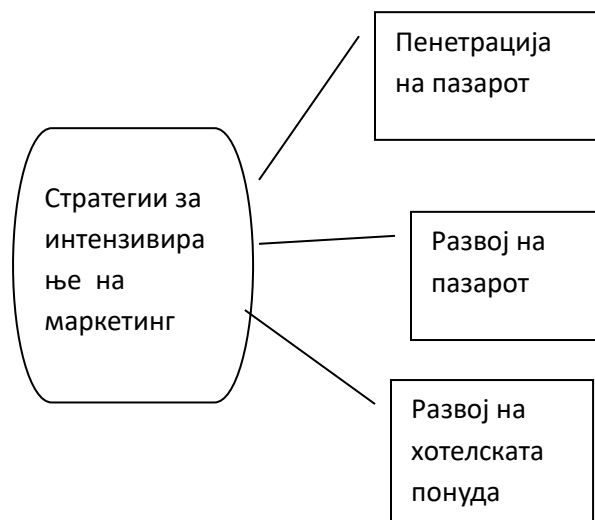 Стратегии за
интензивира
ње на
маркетинг
Пенетрација
на пазарот
Развој на
пазарот
Развој на
хотелската
понуда